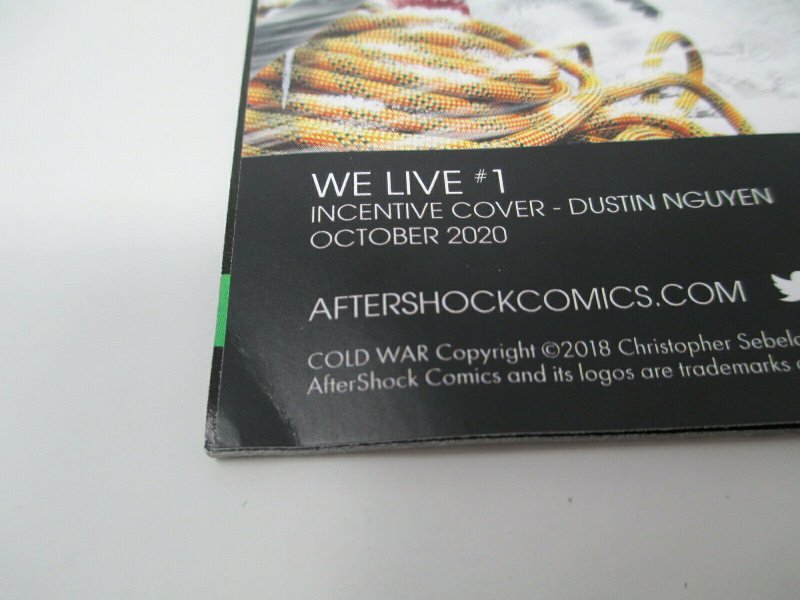 WE LIVE #1
INCENTIVE COVER - DUSTIN NGUYEN
OCTOBER 2020
AFTERSHOCKCOMICS.COM
COLD WAR Copyright ©2018 Christopher
AfterShock Comics and its logos are trademarks